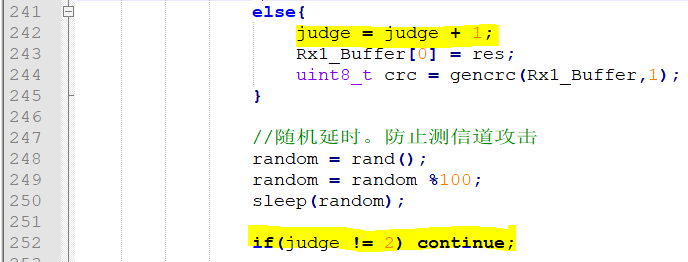 241 else{
242 judge = judge + 1;
243 Rx1_Buffer[0] = res;
244 uint8_t crc = gencrc(Rx1_Buffer,1);
245 }
246
247 //随机延时。防止测信道攻击
248 random = rand();
249 random = random %100;
250 sleep(random);
251
252 if(judge != 2) continue;